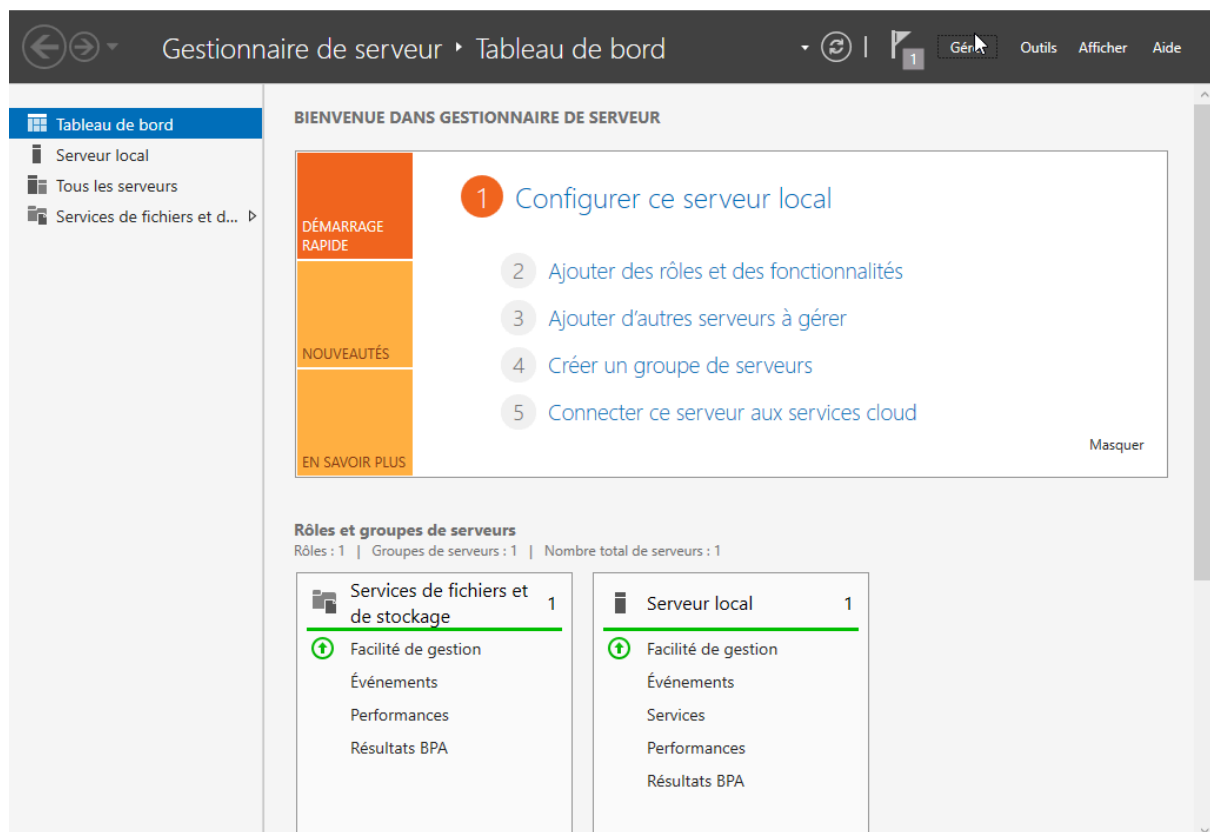 Gestionnaire de serveur ‣ Tableau de bord
1
Outils
Afficher
Aide
Tableau de bord
Serveur local
Tous les serveurs
Services de fichiers et d...
BIENVENUE DANS GESTIONNAIRE DE SERVEUR
DÉMARRAGE
RAPIDE
NOUVEAUTÉS
EN SAVOIR PLUS
1 Configurer ce serveur local
2 Ajouter des rôles et des fonctionnalités
3 Ajouter d’autres serveurs à gérer
4 Créer un groupe de serveurs
5 Connecter ce serveur aux services cloud
Masquer
Rôles et groupes de serveurs
Rôles : 1 | Groupes de serveurs : 1 | Nombre total de serveurs : 1
Services de fichiers et
de stockage
1
Facilité de gestion
Événements
Performances
Résultats BPA
Serveur local 1
Facilité de gestion
Événements
Services
Performances
Résultats BPA